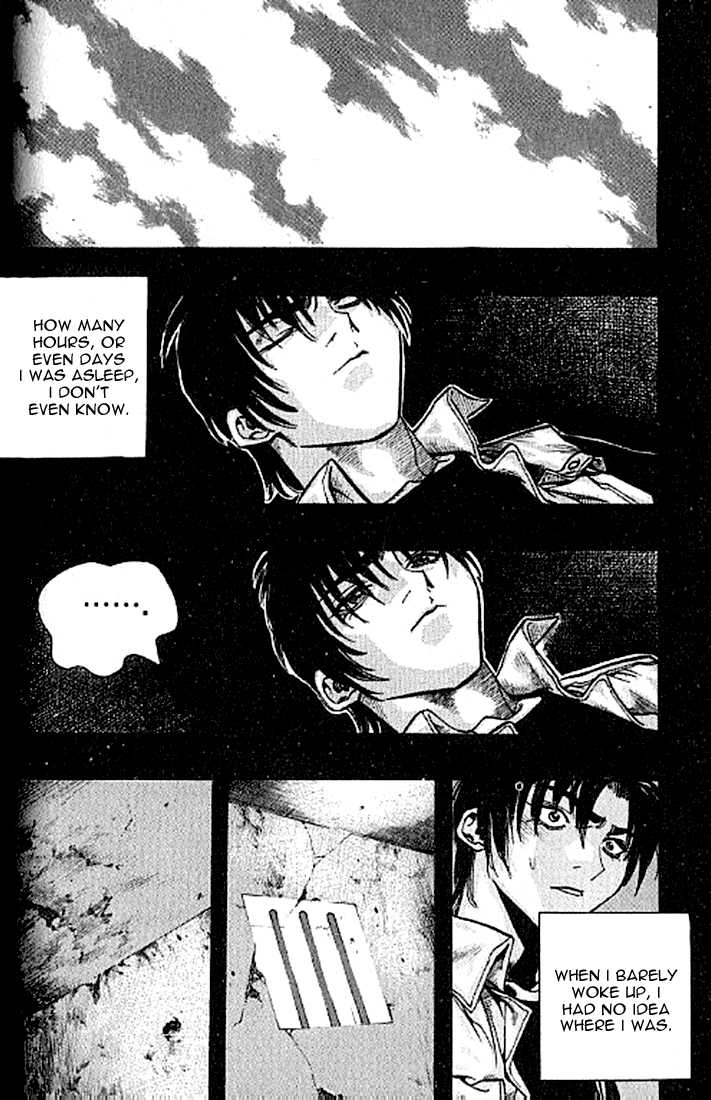 HOW MANY
HOURS, OR
EVEN DAYS
I WAS ASLEEP,
I DON'T
EVEN KNOW.
.......
WHEN I BARELY
WOKE UP, I
HAD NO IDEA
WHERE I WAS.